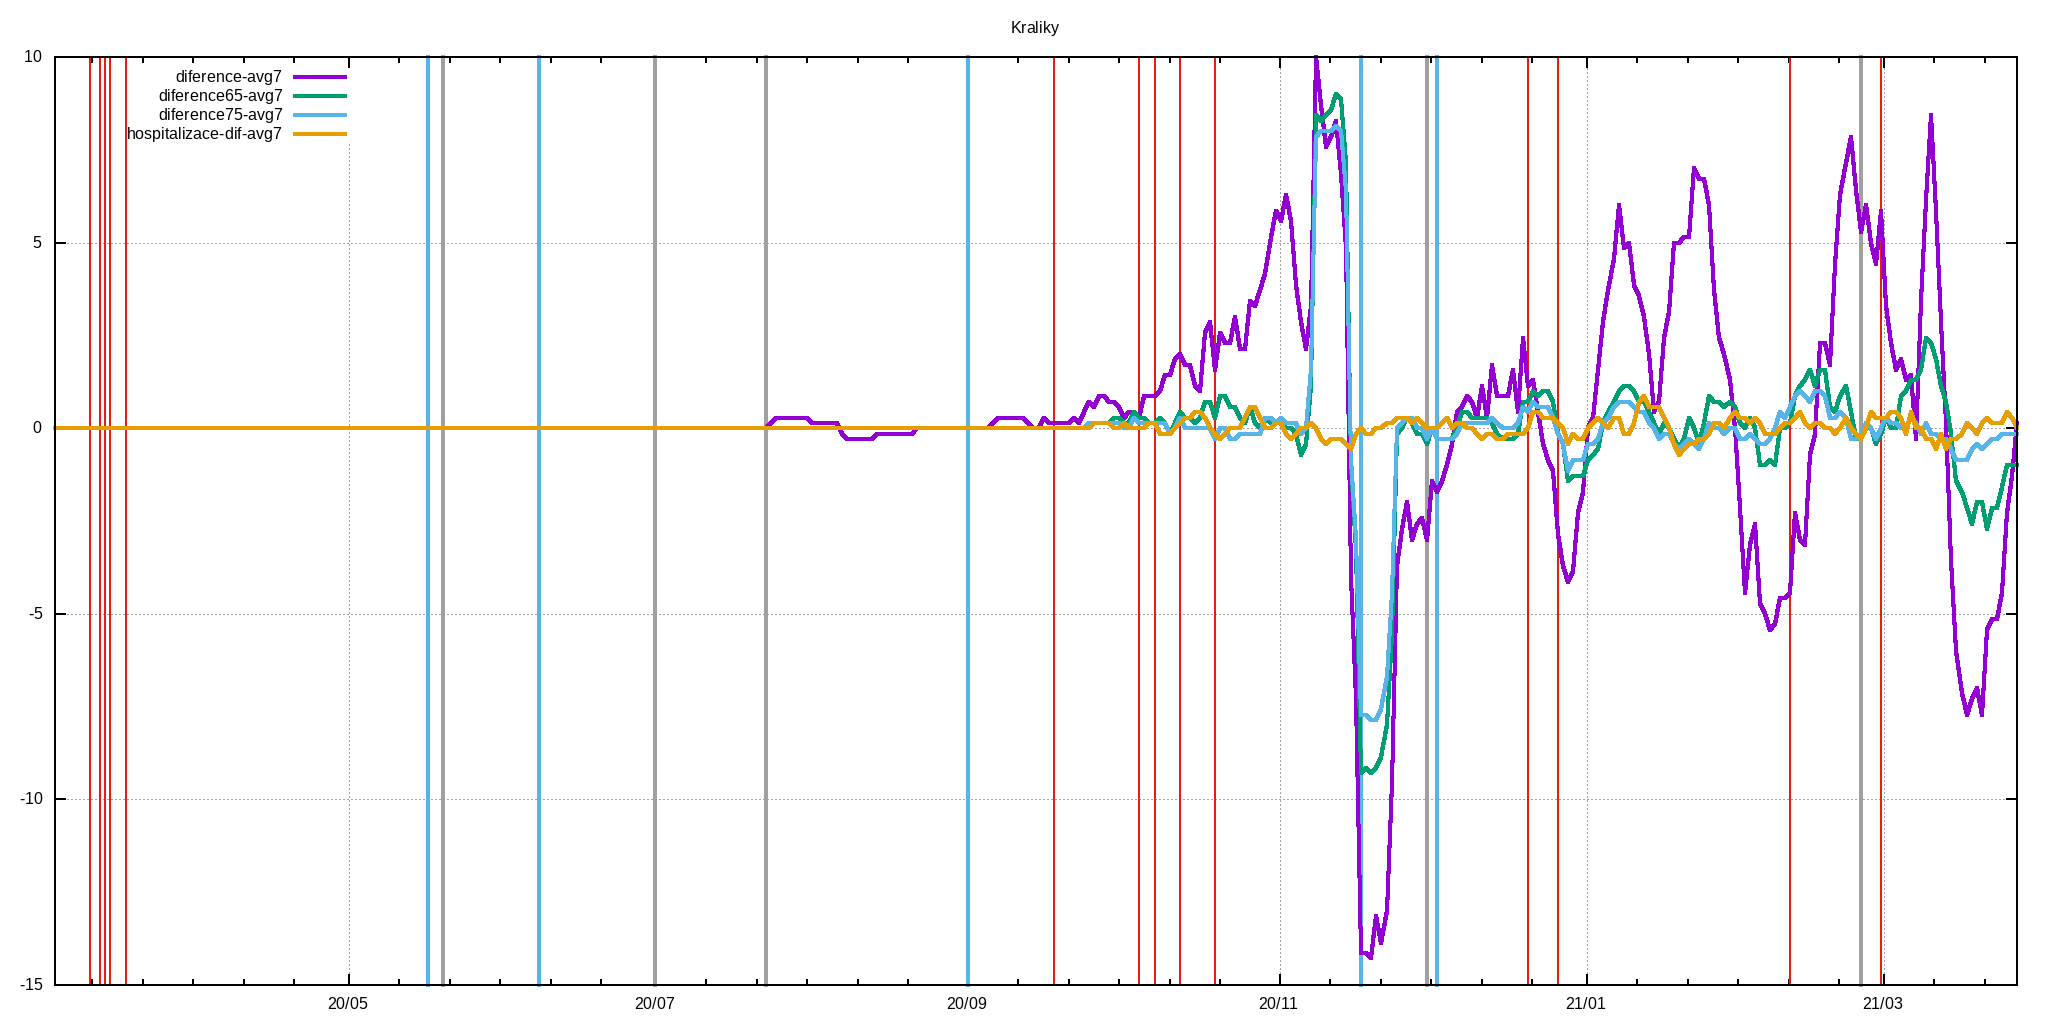 Kraliky
10
diference-avg7
diference65-avg7
diference75-avg7
hospitalizace-dif-avg7
5
0
-5
-10
-15
20/05 20/07 20/09 20/11 21/01 21/03